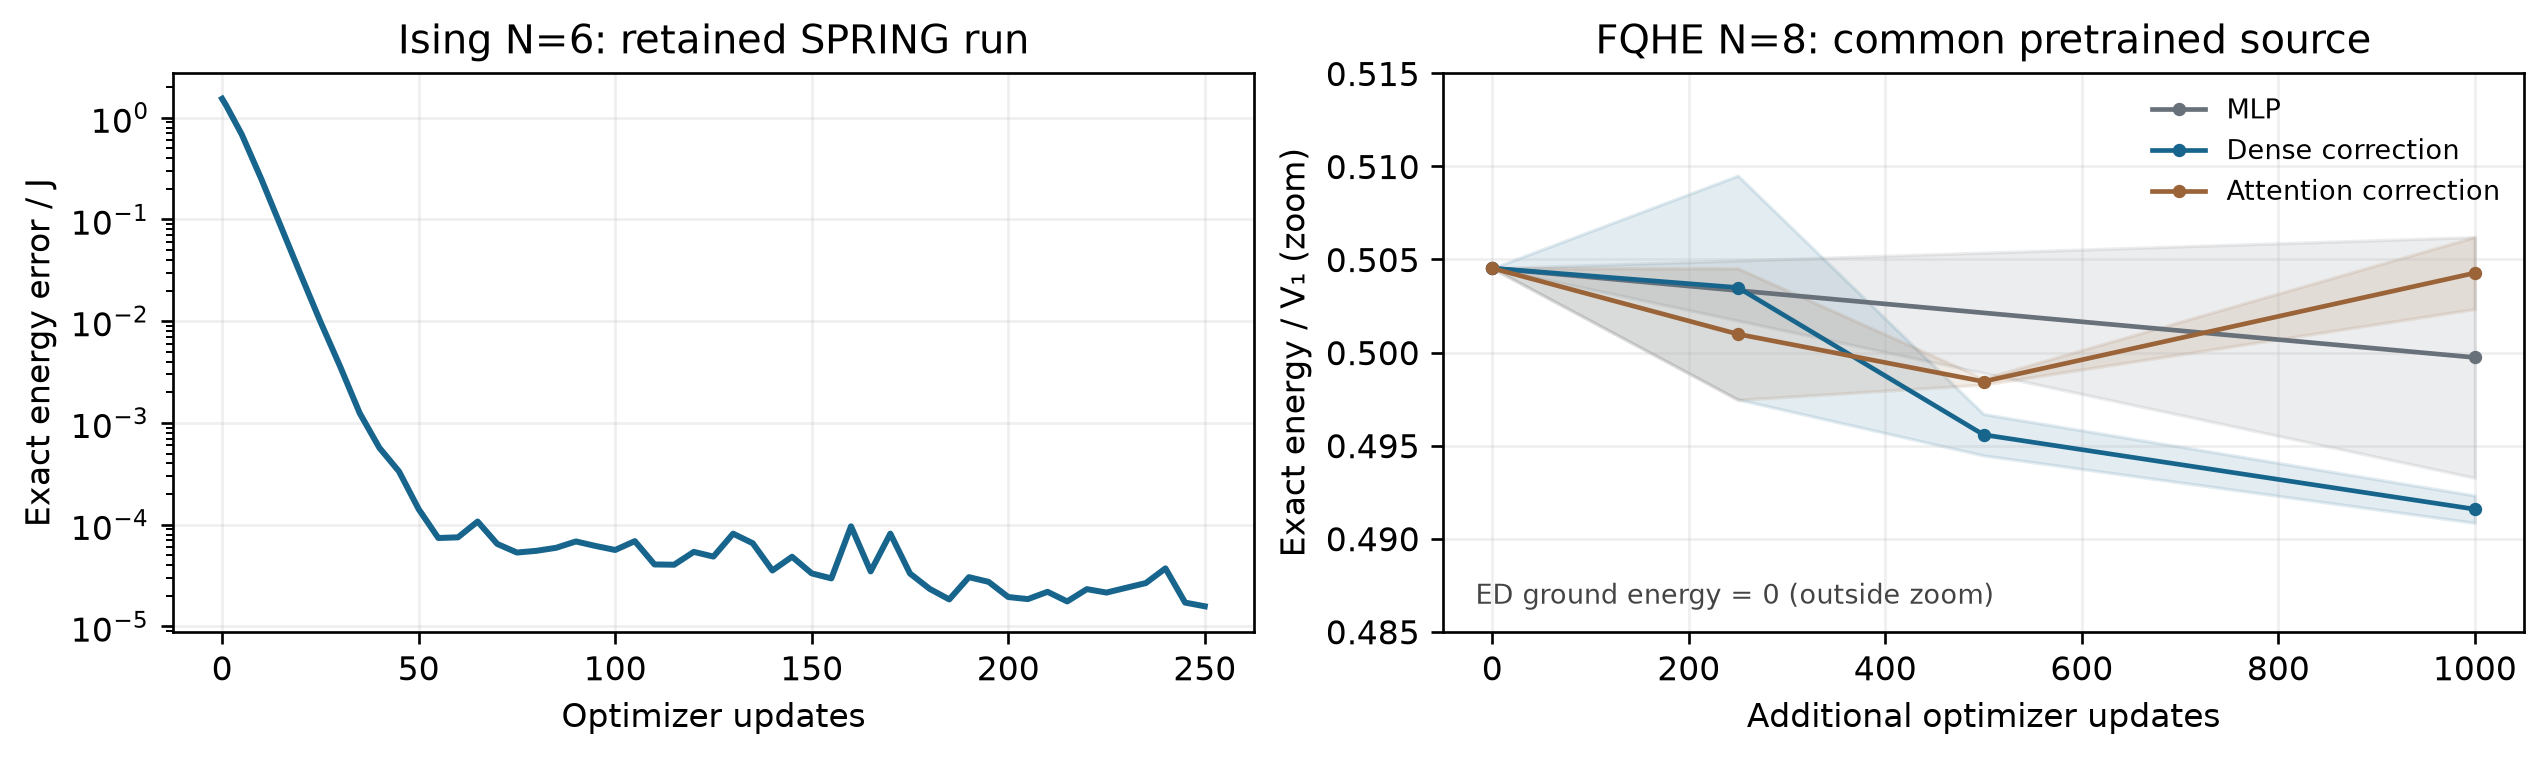 Ising N=6: retained SPRING run
Exact energy error / J
10⁰
10⁻¹
10⁻²
10⁻³
10⁻⁴
10⁻⁵
0 50 100 150 200 250
Optimizer updates
FQHE N=8: common pretrained source
Exact energy / V₁ (zoom)
0.515
0.510
0.505
0.500
0.495
0.490
0.485
MLP
Dense correction
Attention correction
ED ground energy = 0 (outside zoom)
0 200 400 600 800 1000
Additional optimizer updates